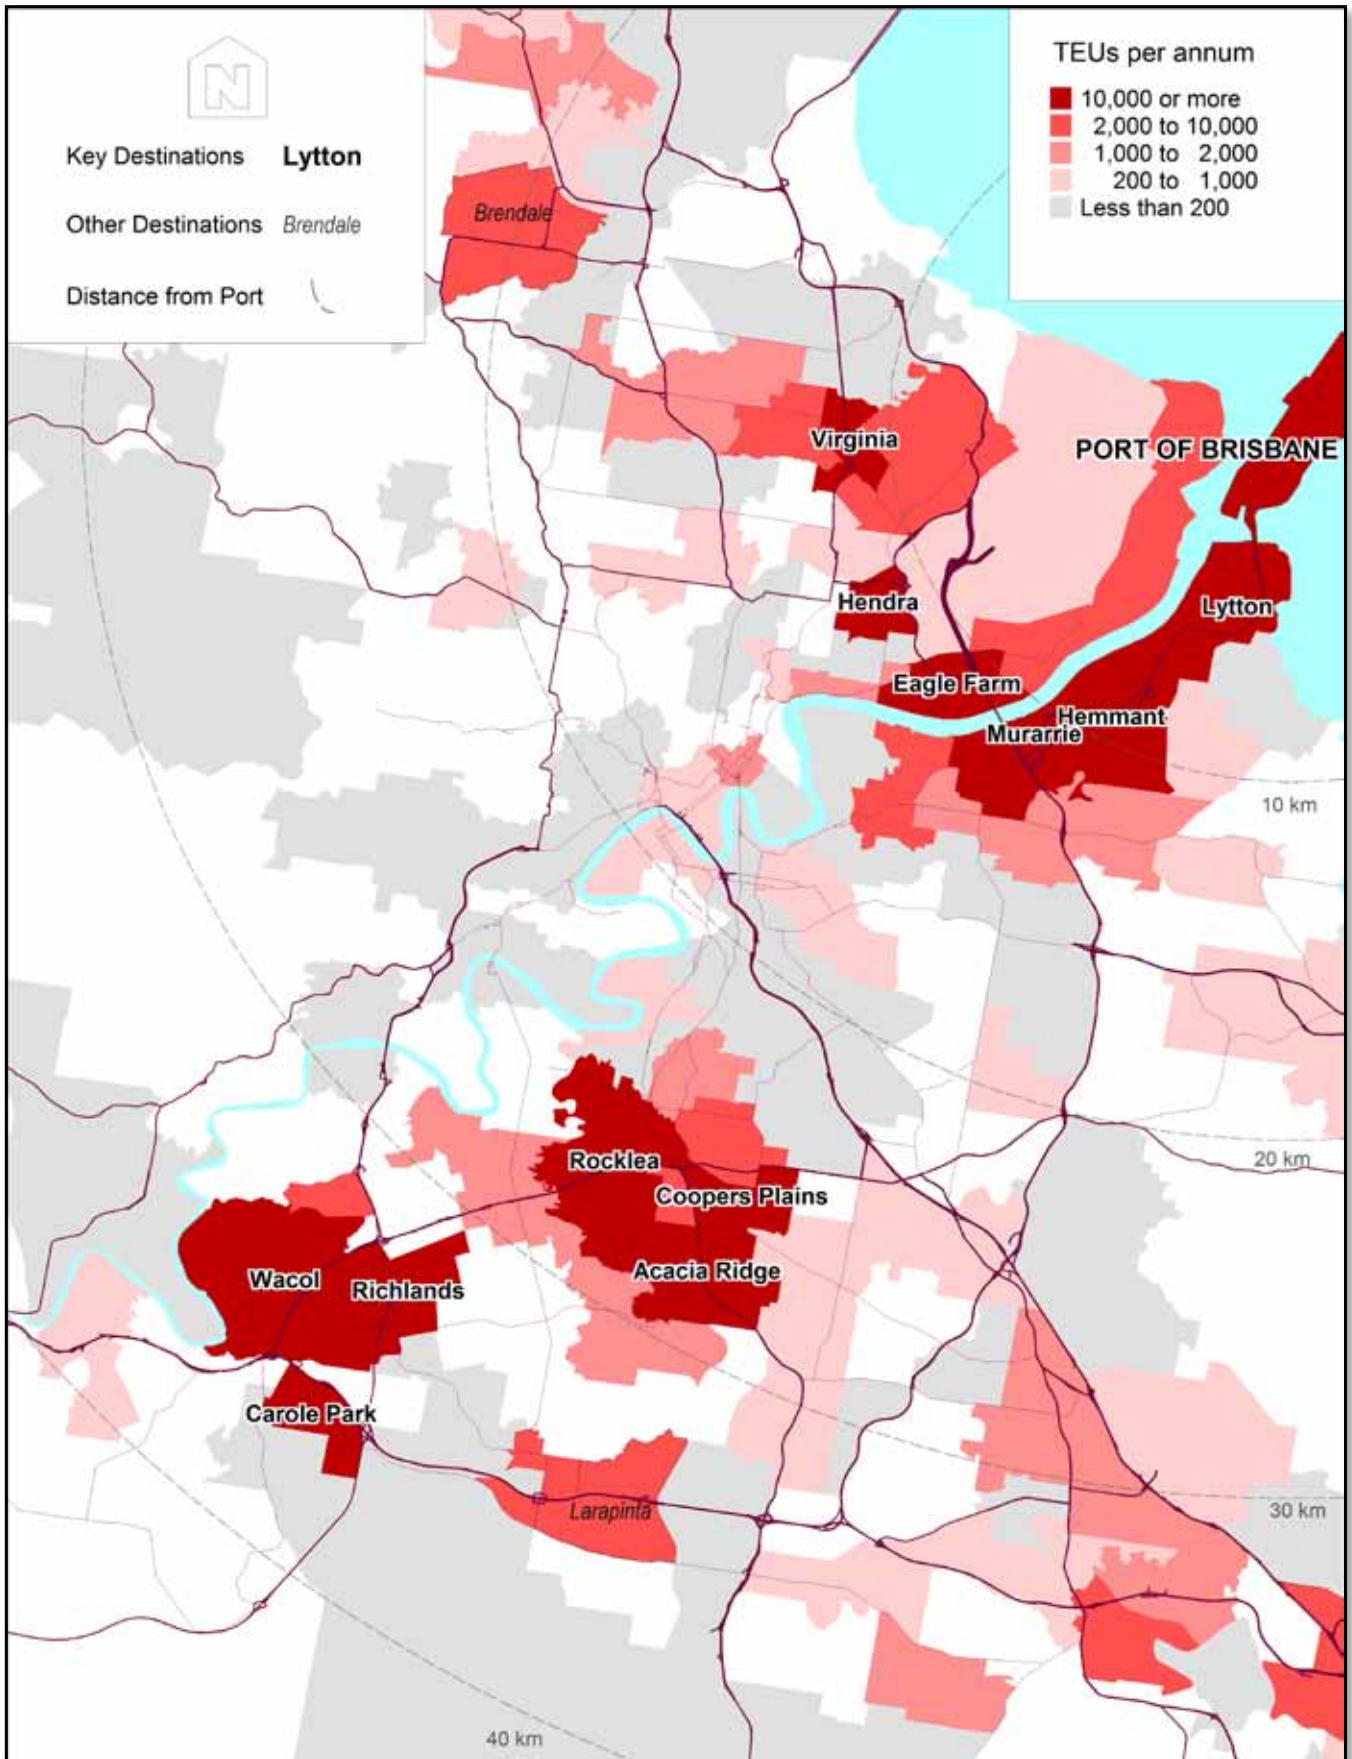 N
Key Destinations Lytton
Other Destinations Brendale
Distance from Port
TEUs per annum
10,000 or more
2,000 to 10,000
1,000 to 2,000
200 to 1,000
Less than 200
Brendale
Virginia
PORT OF BRISBANE
Hendra
Lytton
Eagle Farm
Hemmant
Murarrie
10 km
Rocklea
20 km
Coopers Plains
Acacia Ridge
Wacol
Richlands
Carole Park
Larapinta
30 km
40 km